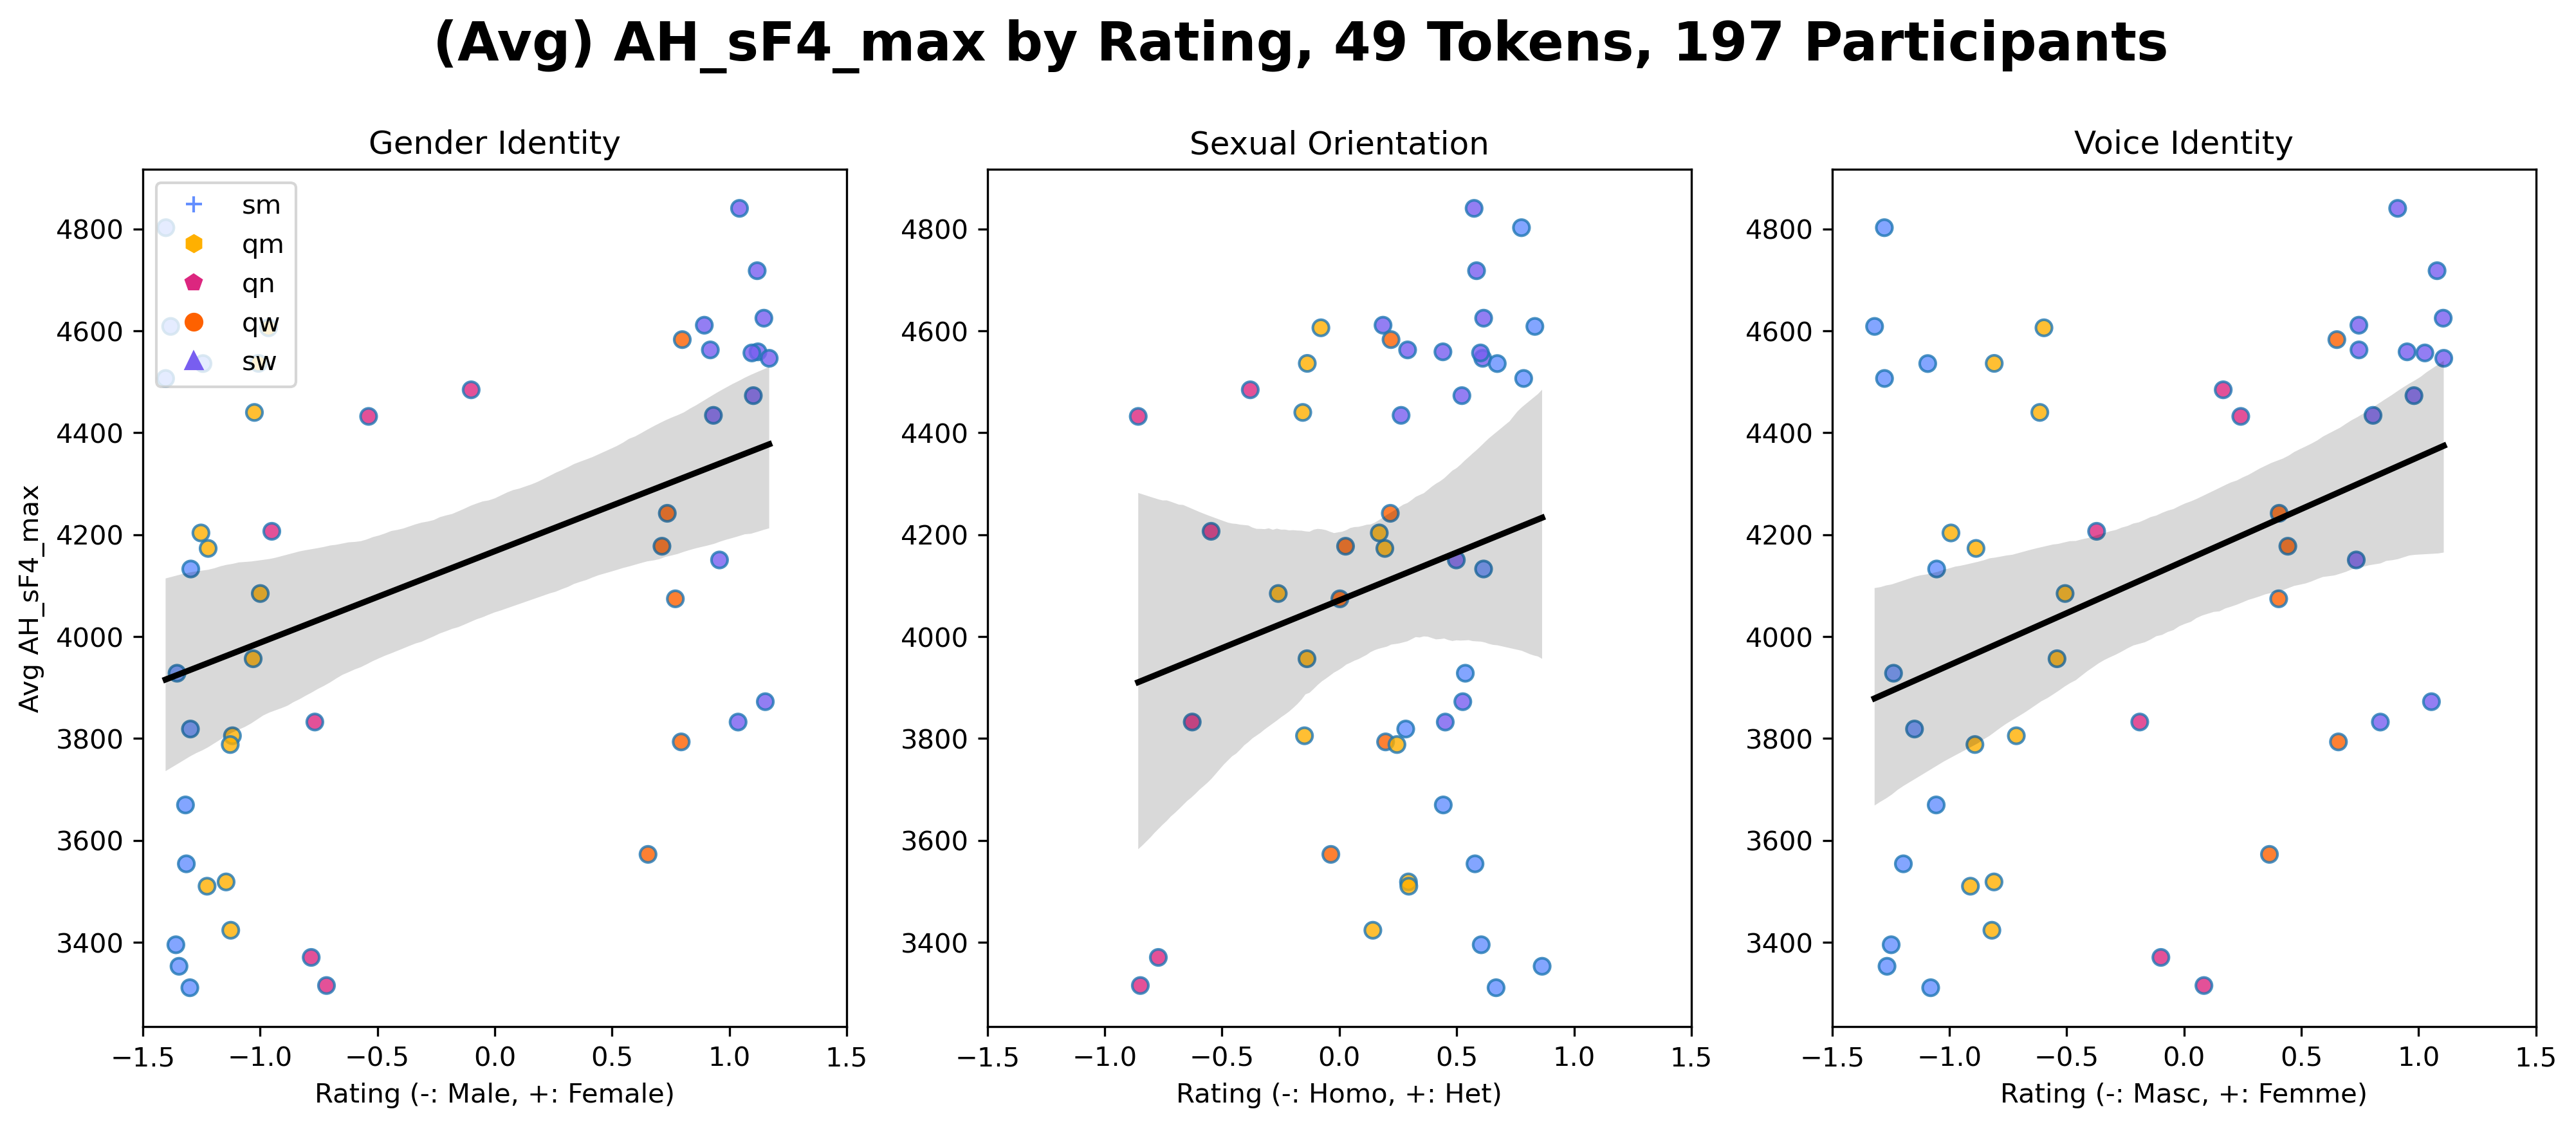 (Avg) AH_sF4_max by Rating, 49 Tokens, 197 Participants
Gender Identity
Sexual Orientation
Voice Identity
sm
qm
qn
qw
sw
Avg AH_sF4_max
4800
4600
4400
4200
4000
3800
3600
3400
−1.5 −1.0 −0.5 0.0 0.5 1.0 1.5
Rating (-: Male, +: Female)
4800
4600
4400
4200
4000
3800
3600
3400
−1.5 −1.0 −0.5 0.0 0.5 1.0 1.5
Rating (-: Homo, +: Het)
4800
4600
4400
4200
4000
3800
3600
3400
−1.5 −1.0 −0.5 0.0 0.5 1.0 1.5
Rating (-: Masc, +: Femme)